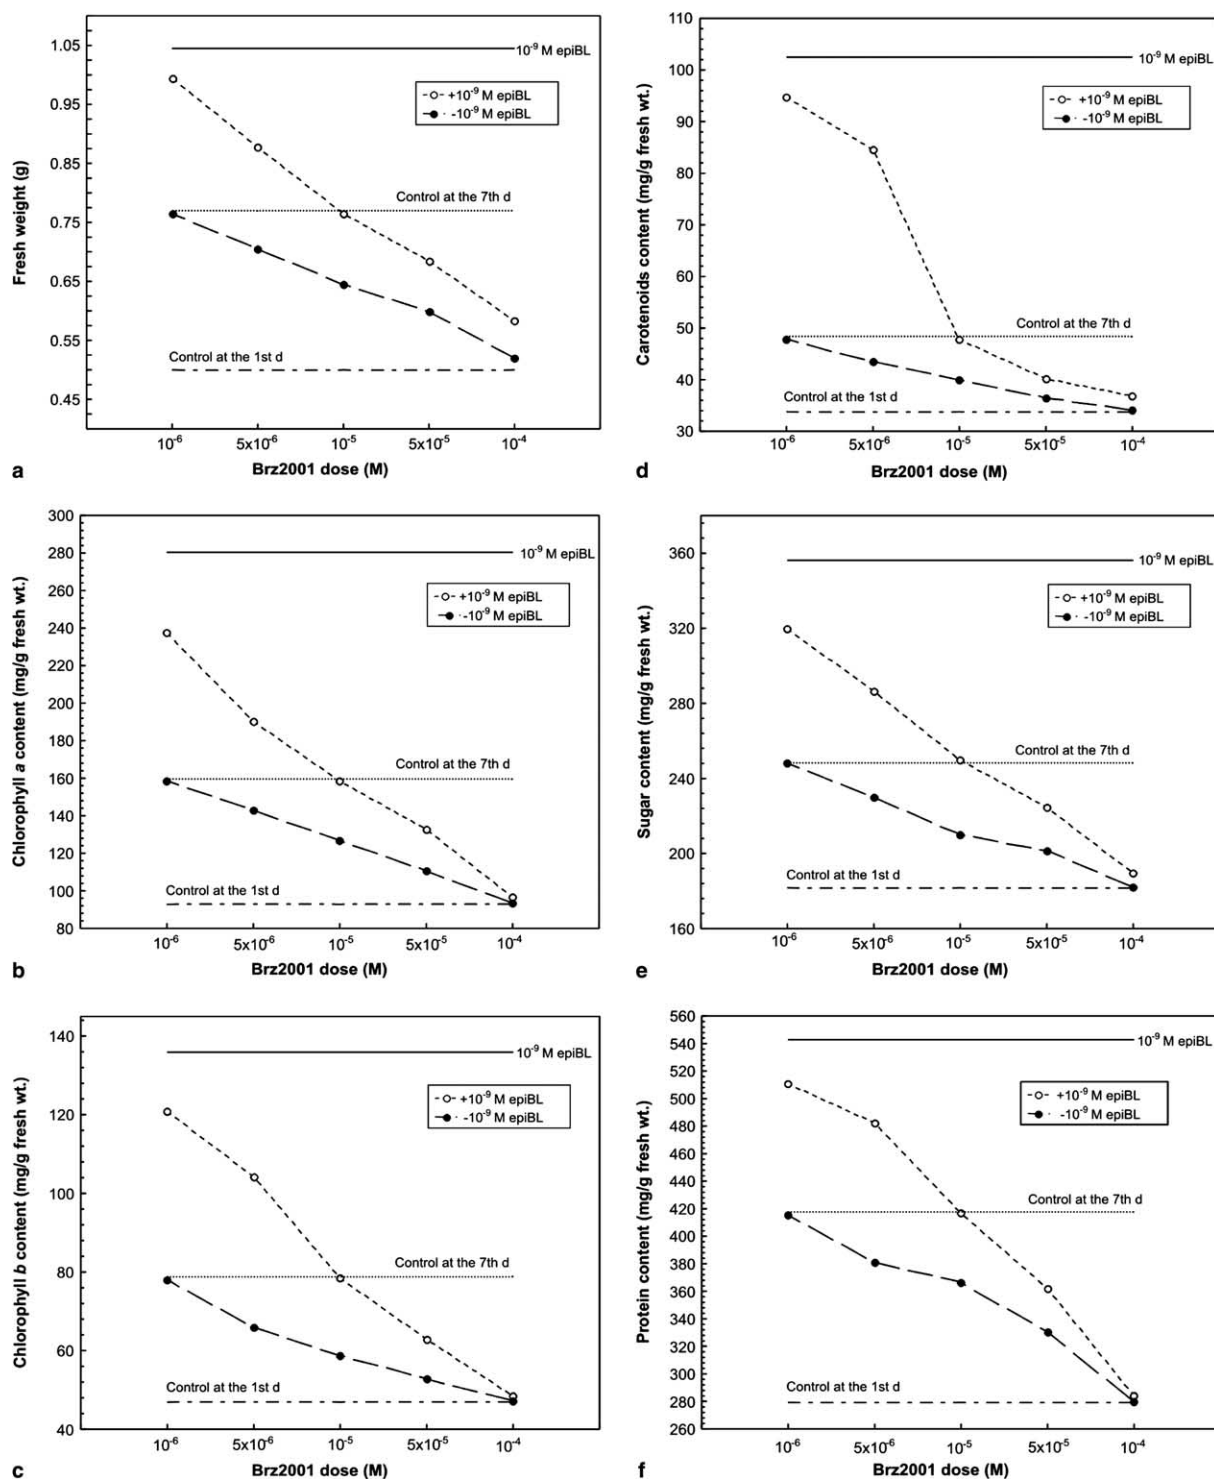 1.05
0.95
0.85
0.75
0.65
0.55
0.45
Fresh weight (g)
10⁻⁹ M epiBL
+10⁻⁹ M epiBL
-10⁻⁹ M epiBL
Control at the 7th d
Control at the 1st d
10⁻⁶ 5x10⁻⁶ 10⁻⁵ 5x10⁻⁵ 10⁻⁴
Brz2001 dose (M)
a
300
280
260
240
220
200
180
160
140
120
100
80
Chlorophyll a content (mg/g fresh wt.)
10⁻⁹ M epiBL
+10⁻⁹ M epiBL
-10⁻⁹ M epiBL
Control at the 7th d
Control at the 1st d
10⁻⁶ 5x10⁻⁶ 10⁻⁵ 5x10⁻⁵ 10⁻⁴
Brz2001 dose (M)
b
140
120
100
80
60
40
Chlorophyll b content (mg/g fresh wt.)
10⁻⁹ M epiBL
+10⁻⁹ M epiBL
-10⁻⁹ M epiBL
Control at the 7th d
Control at the 1st d
10⁻⁶ 5x10⁻⁶ 10⁻⁵ 5x10⁻⁵ 10⁻⁴
Brz2001 dose (M)
c
110
100
90
80
70
60
50
40
30
Carotenoids content (mg/g fresh wt.)
10⁻⁹ M epiBL
+10⁻⁹ M epiBL
-10⁻⁹ M epiBL
Control at the 7th d
Control at the 1st d
10⁻⁶ 5x10⁻⁶ 10⁻⁵ 5x10⁻⁵ 10⁻⁴
Brz2001 dose (M)
d
360
320
280
240
200
160
Sugar content (mg/g fresh wt.)
10⁻⁹ M epiBL
+10⁻⁹ M epiBL
-10⁻⁹ M epiBL
Control at the 7th d
Control at the 1st d
10⁻⁶ 5x10⁻⁶ 10⁻⁵ 5x10⁻⁵ 10⁻⁴
Brz2001 dose (M)
e
560
540
520
500
480
460
440
420
400
380
360
340
320
300
280
260
Protein content (mg/g fresh wt.)
10⁻⁹ M epiBL
+10⁻⁹ M epiBL
-10⁻⁹ M epiBL
Control at the 7th d
Control at the 1st d
10⁻⁶ 5x10⁻⁶ 10⁻⁵ 5x10⁻⁵ 10⁻⁴
Brz2001 dose (M)
f